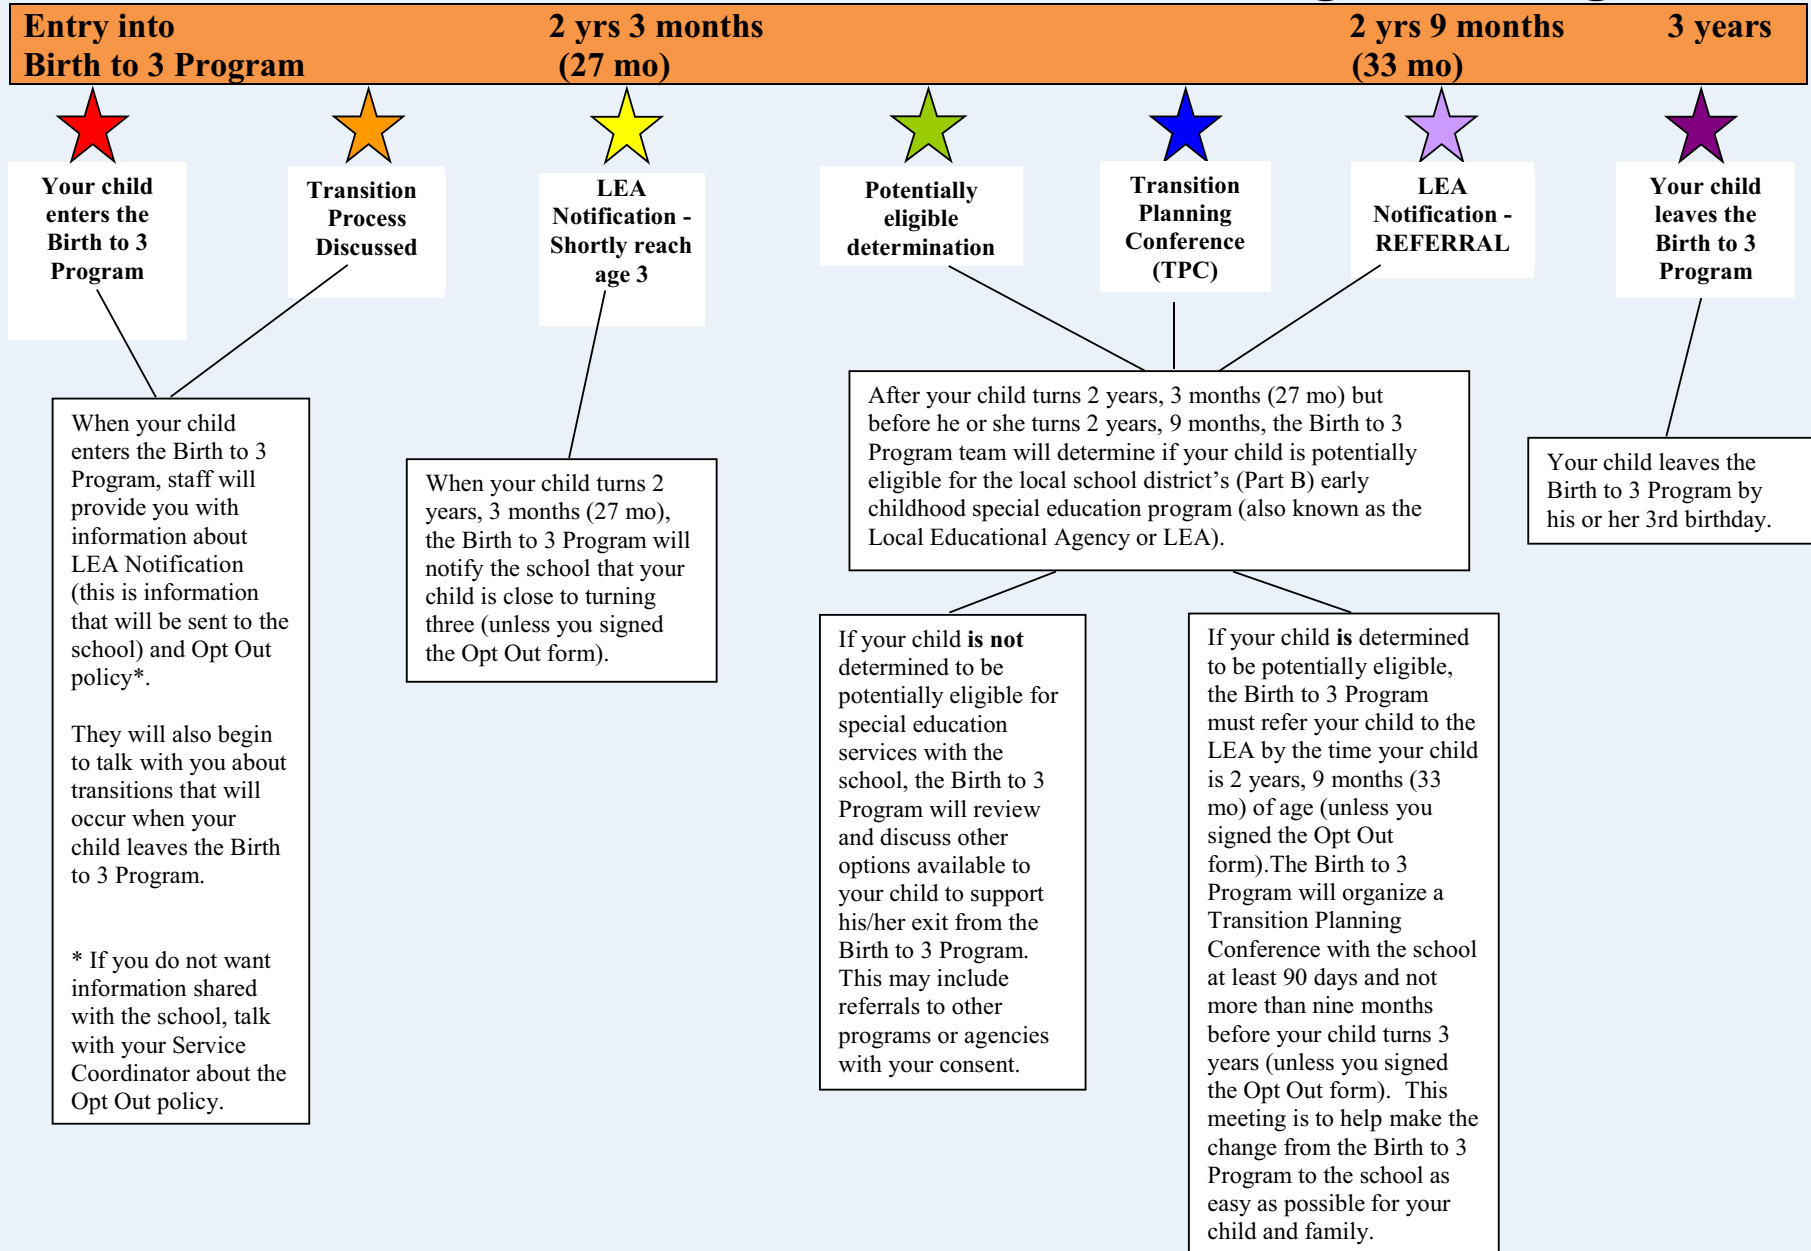 Entry into
Birth to 3 Program
2 yrs 3 months
(27 mo)
2 yrs 9 months
(33 mo)
3 years
Your child
enters the
Birth to 3
Program
Transition
Process
Discussed
LEA
Notification -
Shortly reach
age 3
Potentially
eligible
determination
Transition
Planning
Conference
(TPC)
LEA
Notification -
REFERRAL
Your child
leaves the
Birth to 3
Program
When your child
enters the Birth to 3
Program, staff will
provide you with
information about
LEA Notification
(this is information
that will be sent to the
school) and Opt Out
policy*.
They will also begin
to talk with you about
transitions that will
occur when your
child leaves the Birth
to 3 Program.
* If you do not want
information shared
with the school, talk
with your Service
Coordinator about the
Opt Out policy.
When your child turns 2
years, 3 months (27 mo),
the Birth to 3 Program will
notify the school that your
child is close to turning
three (unless you signed
the Opt Out form).
After your child turns 2 years, 3 months (27 mo) but
before he or she turns 2 years, 9 months, the Birth to 3
Program team will determine if your child is potentially
eligible for the local school district’s (Part B) early
childhood special education program (also known as the
Local Educational Agency or LEA).
If your child is not
determined to be
potentially eligible for
special education
services with the
school, the Birth to 3
Program will review
and discuss other
options available to
your child to support
his/her exit from the
Birth to 3 Program.
This may include
referrals to other
programs or agencies
with your consent.
If your child is determined
to be potentially eligible,
the Birth to 3 Program
must refer your child to the
LEA by the time your child
is 2 years, 9 months (33
mo) of age (unless you
signed the Opt Out
form).The Birth to 3
Program will organize a
Transition Planning
Conference with the school
at least 90 days and not
more than nine months
before your child turns 3
years (unless you signed
the Opt Out form).  This
meeting is to help make the
change from the Birth to 3
Program to the school as
easy as possible for your
child and family.
Your child leaves the
Birth to 3 Program by
his or her 3rd birthday.